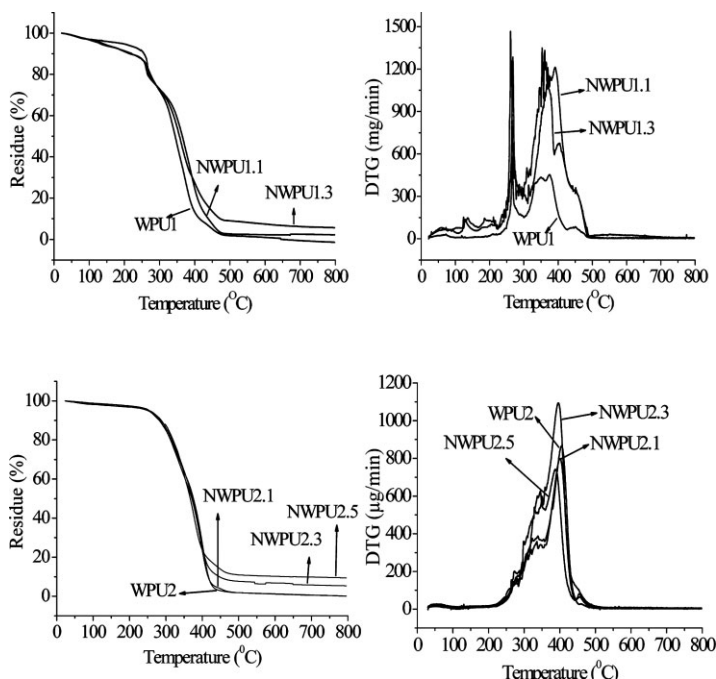 100
80
60
40
20
0
Residue (%)
NWPU1.1
NWPU1.3
WPU1
0 100 200 300 400 500 600 700 800
Temperature (OC)
1500
1200
900
600
300
0
DTG (mg/min)
NWPU1.1
NWPU1.3
WPU1
0 100 200 300 400 500 600 700 800
Temperature (OC)
100
80
60
40
20
0
Residue (%)
NWPU2.1
NWPU2.5
NWPU2.3
WPU2
0 100 200 300 400 500 600 700 800
Temperature (0C)
1200
1000
800
600
400
200
0
DTG (μg/min)
WPU2
NWPU2.3
NWPU2.5
NWPU2.1
0 100 200 300 400 500 600 700 800
Temperature (0C)